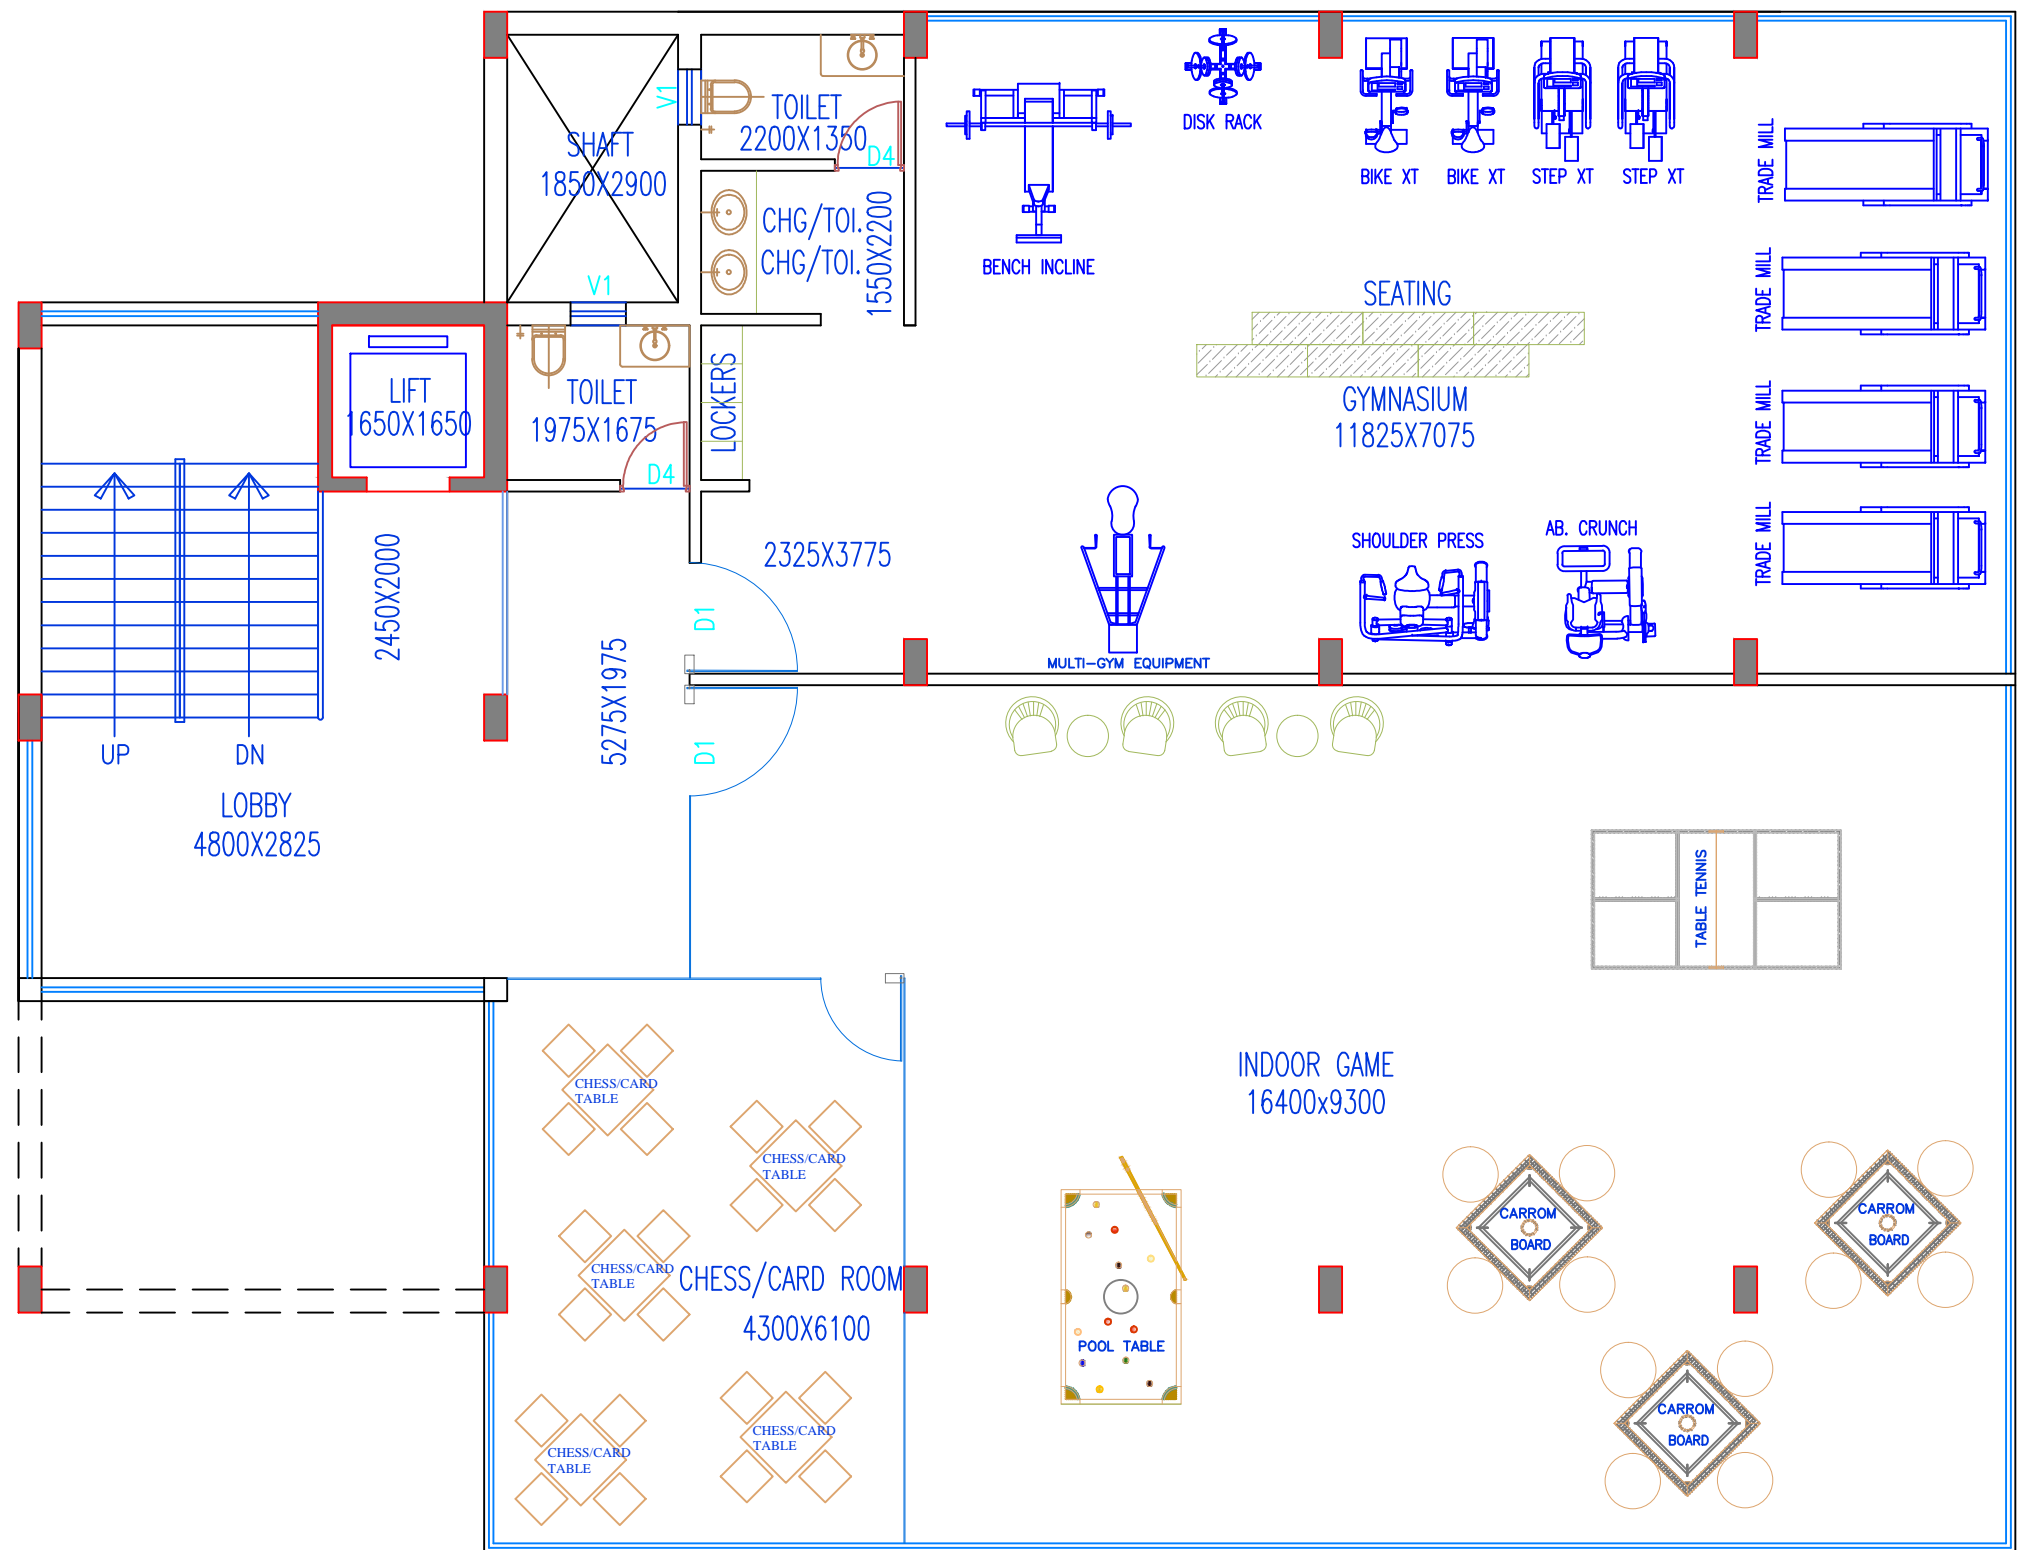 V1
TOILET
2200X1350
D4
SHAFT
1850X2900
CHG/TOI.
CHG/TOI.
1550X2200
V1
DISK RACK
BENCH INCLINE
BIKE XT
BIKE XT
STEP XT
STEP XT
TRADE MILL
TRADE MILL
TRADE MILL
TRADE MILL
SEATING
GYMNASIUM
11825X7075
LIFT
1650X1650
TOILET
1975X1675
D4
LOCKERS
2325X3775
2450X2000
5275X1975
D1
D1
MULTI-GYM EQUIPMENT
SHOULDER PRESS
AB. CRUNCH
UP
DN
LOBBY
4800X2825
TABLE TENNIS
INDOOR GAME
16400x9300
CHESS/CARD
TABLE
CHESS/CARD
TABLE
CHESS/CARD
TABLE
CHESS/CARD ROOM
4300X6100
CHESS/CARD
TABLE
CHESS/CARD
TABLE
POOL TABLE
CARROM
BOARD
CARROM
BOARD
CARROM
BOARD